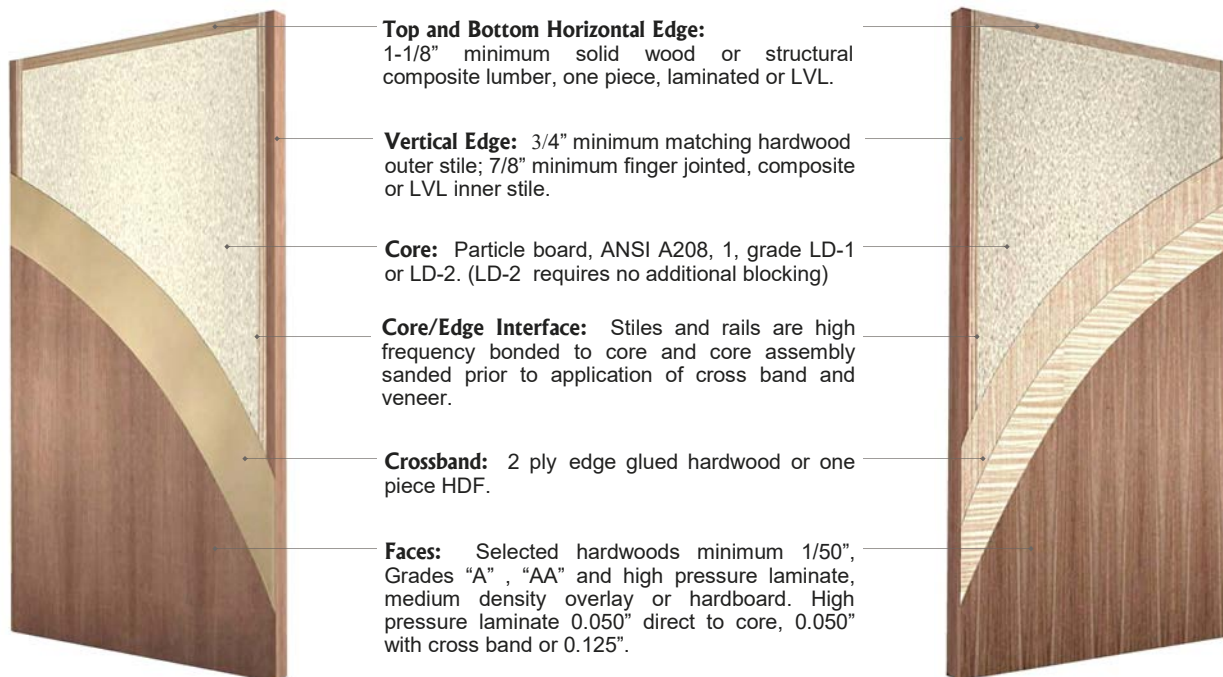 Top and Bottom Horizontal Edge:
1-1/8” minimum solid wood or structural
composite lumber, one piece, laminated or LVL.
Vertical Edge: 3/4” minimum matching hardwood
outer stile; 7/8” minimum finger jointed, composite
or LVL inner stile.
Core: Particle board, ANSI A208, 1, grade LD-1
or LD-2. (LD-2 requires no additional blocking)
Core/Edge Interface: Stiles and rails are high
frequency bonded to core and core assembly
sanded prior to application of cross band and
veneer.
Crossband: 2 ply edge glued hardwood or one
piece HDF.
Faces: Selected hardwoods minimum 1/50”,
Grades “A” , “AA” and high pressure laminate,
medium density overlay or hardboard. High
pressure laminate 0.050” direct to core, 0.050”
with cross band or 0.125”.